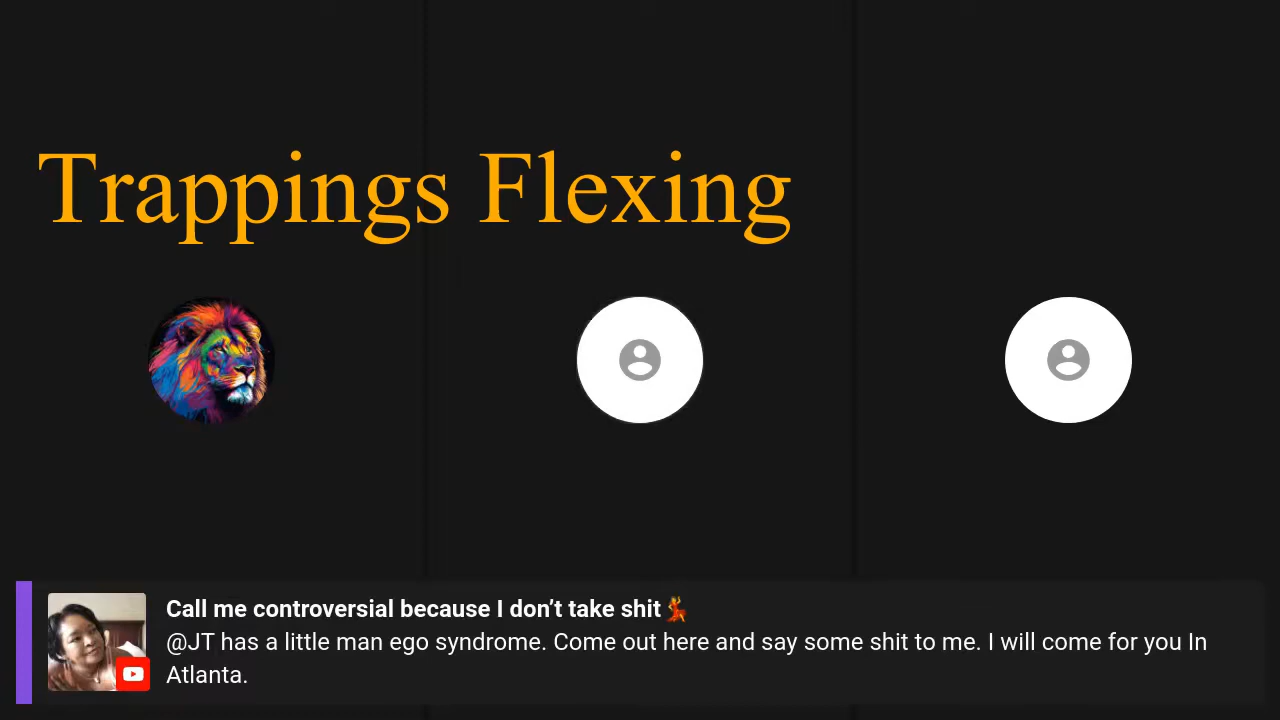 Trappings Flexing
Call me controversial because I don’t take shit💃
@JT has a little man ego syndrome. Come out here and say some shit to me. I will come for you In
Atlanta.